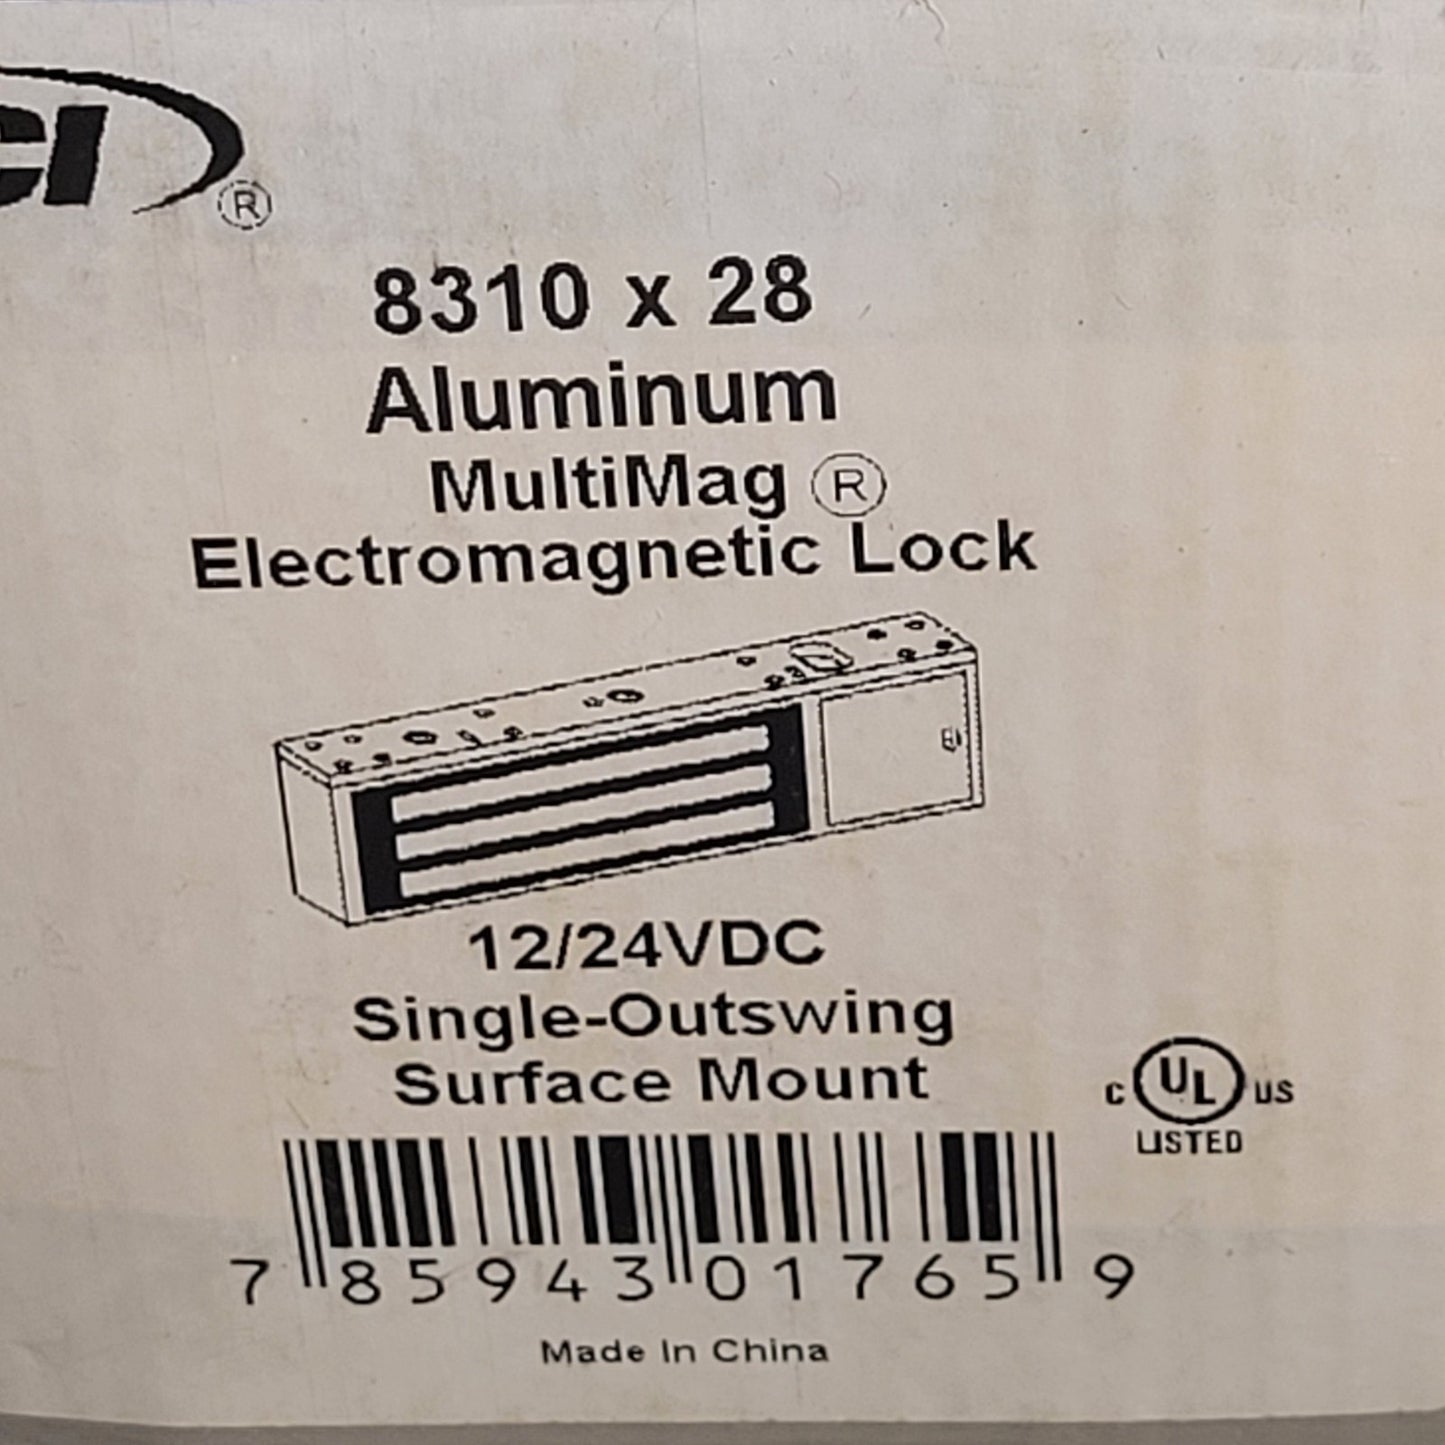 CI ®
8310 x 28
Aluminum
MultiMag ®
Electromagnetic Lock
12/24VDC
Single-Outswing
Surface Mount
C UL US
LISTED
7 85943 01765 9
Made In China